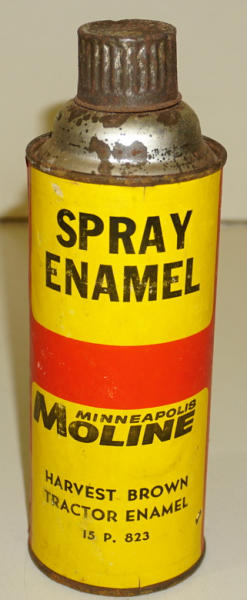 SPRAY
ENAMEL
MINNEAPOLIS
MOLINE
HARVEST BROWN
TRACTOR ENAMEL
15 P. 823